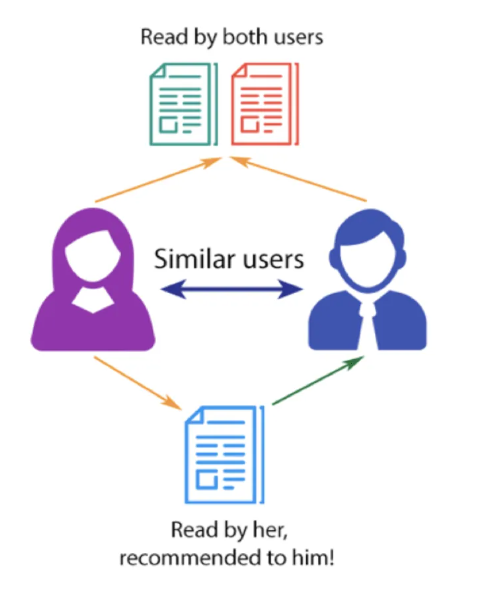 Read by both users
Similar users
Read by her,
recommended to him!